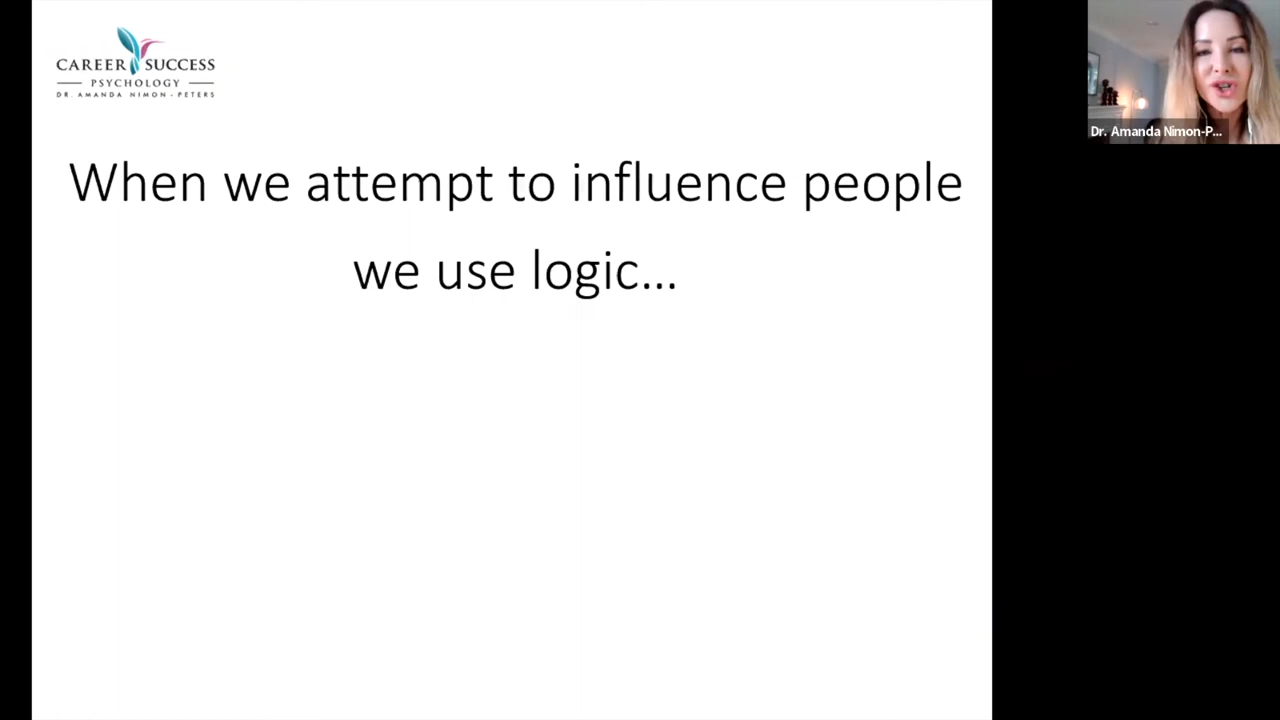 CAREER SUCCESS
PSYCHOLOGY
DR. AMANDA NIMON-PETERS
When we attempt to influence people
we use logic...
Dr. Amanda Nimon-P...